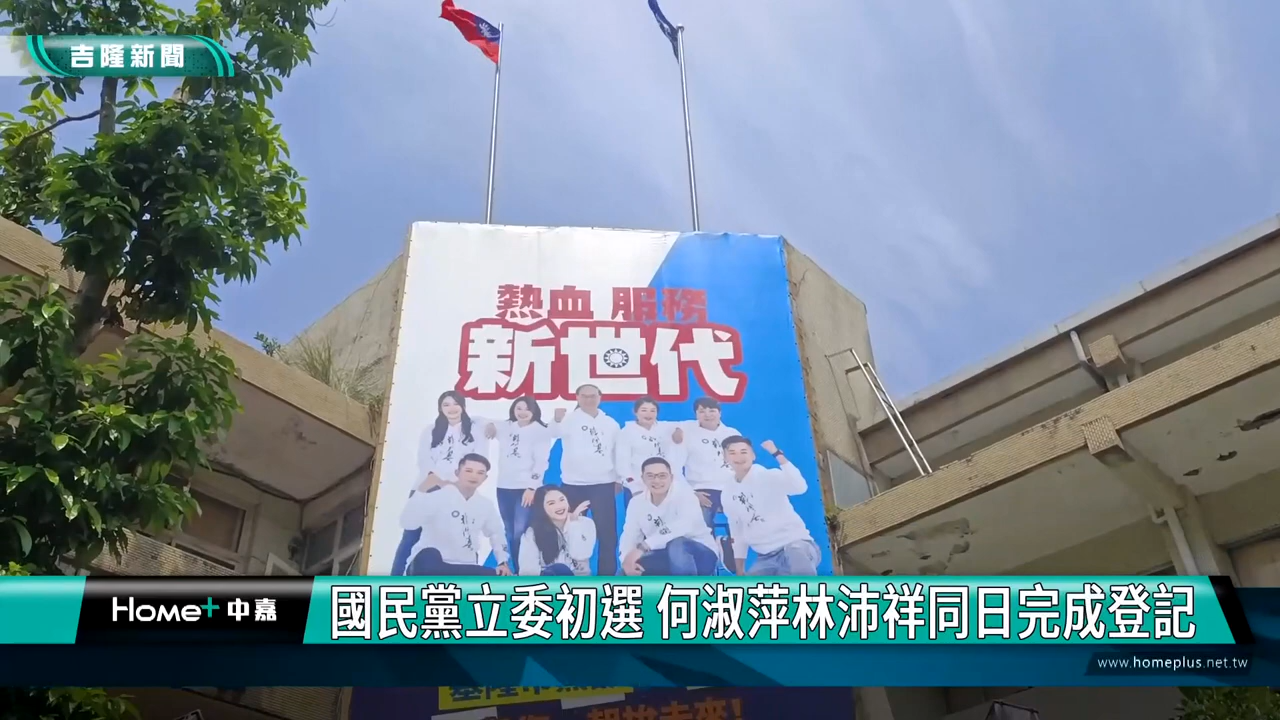 吉隆新聞
熱血 服務
新世代
Home+ 中嘉
國民黨立委初選 何淑萍林沛祥同日完成登記
www.homeplus.net.tw